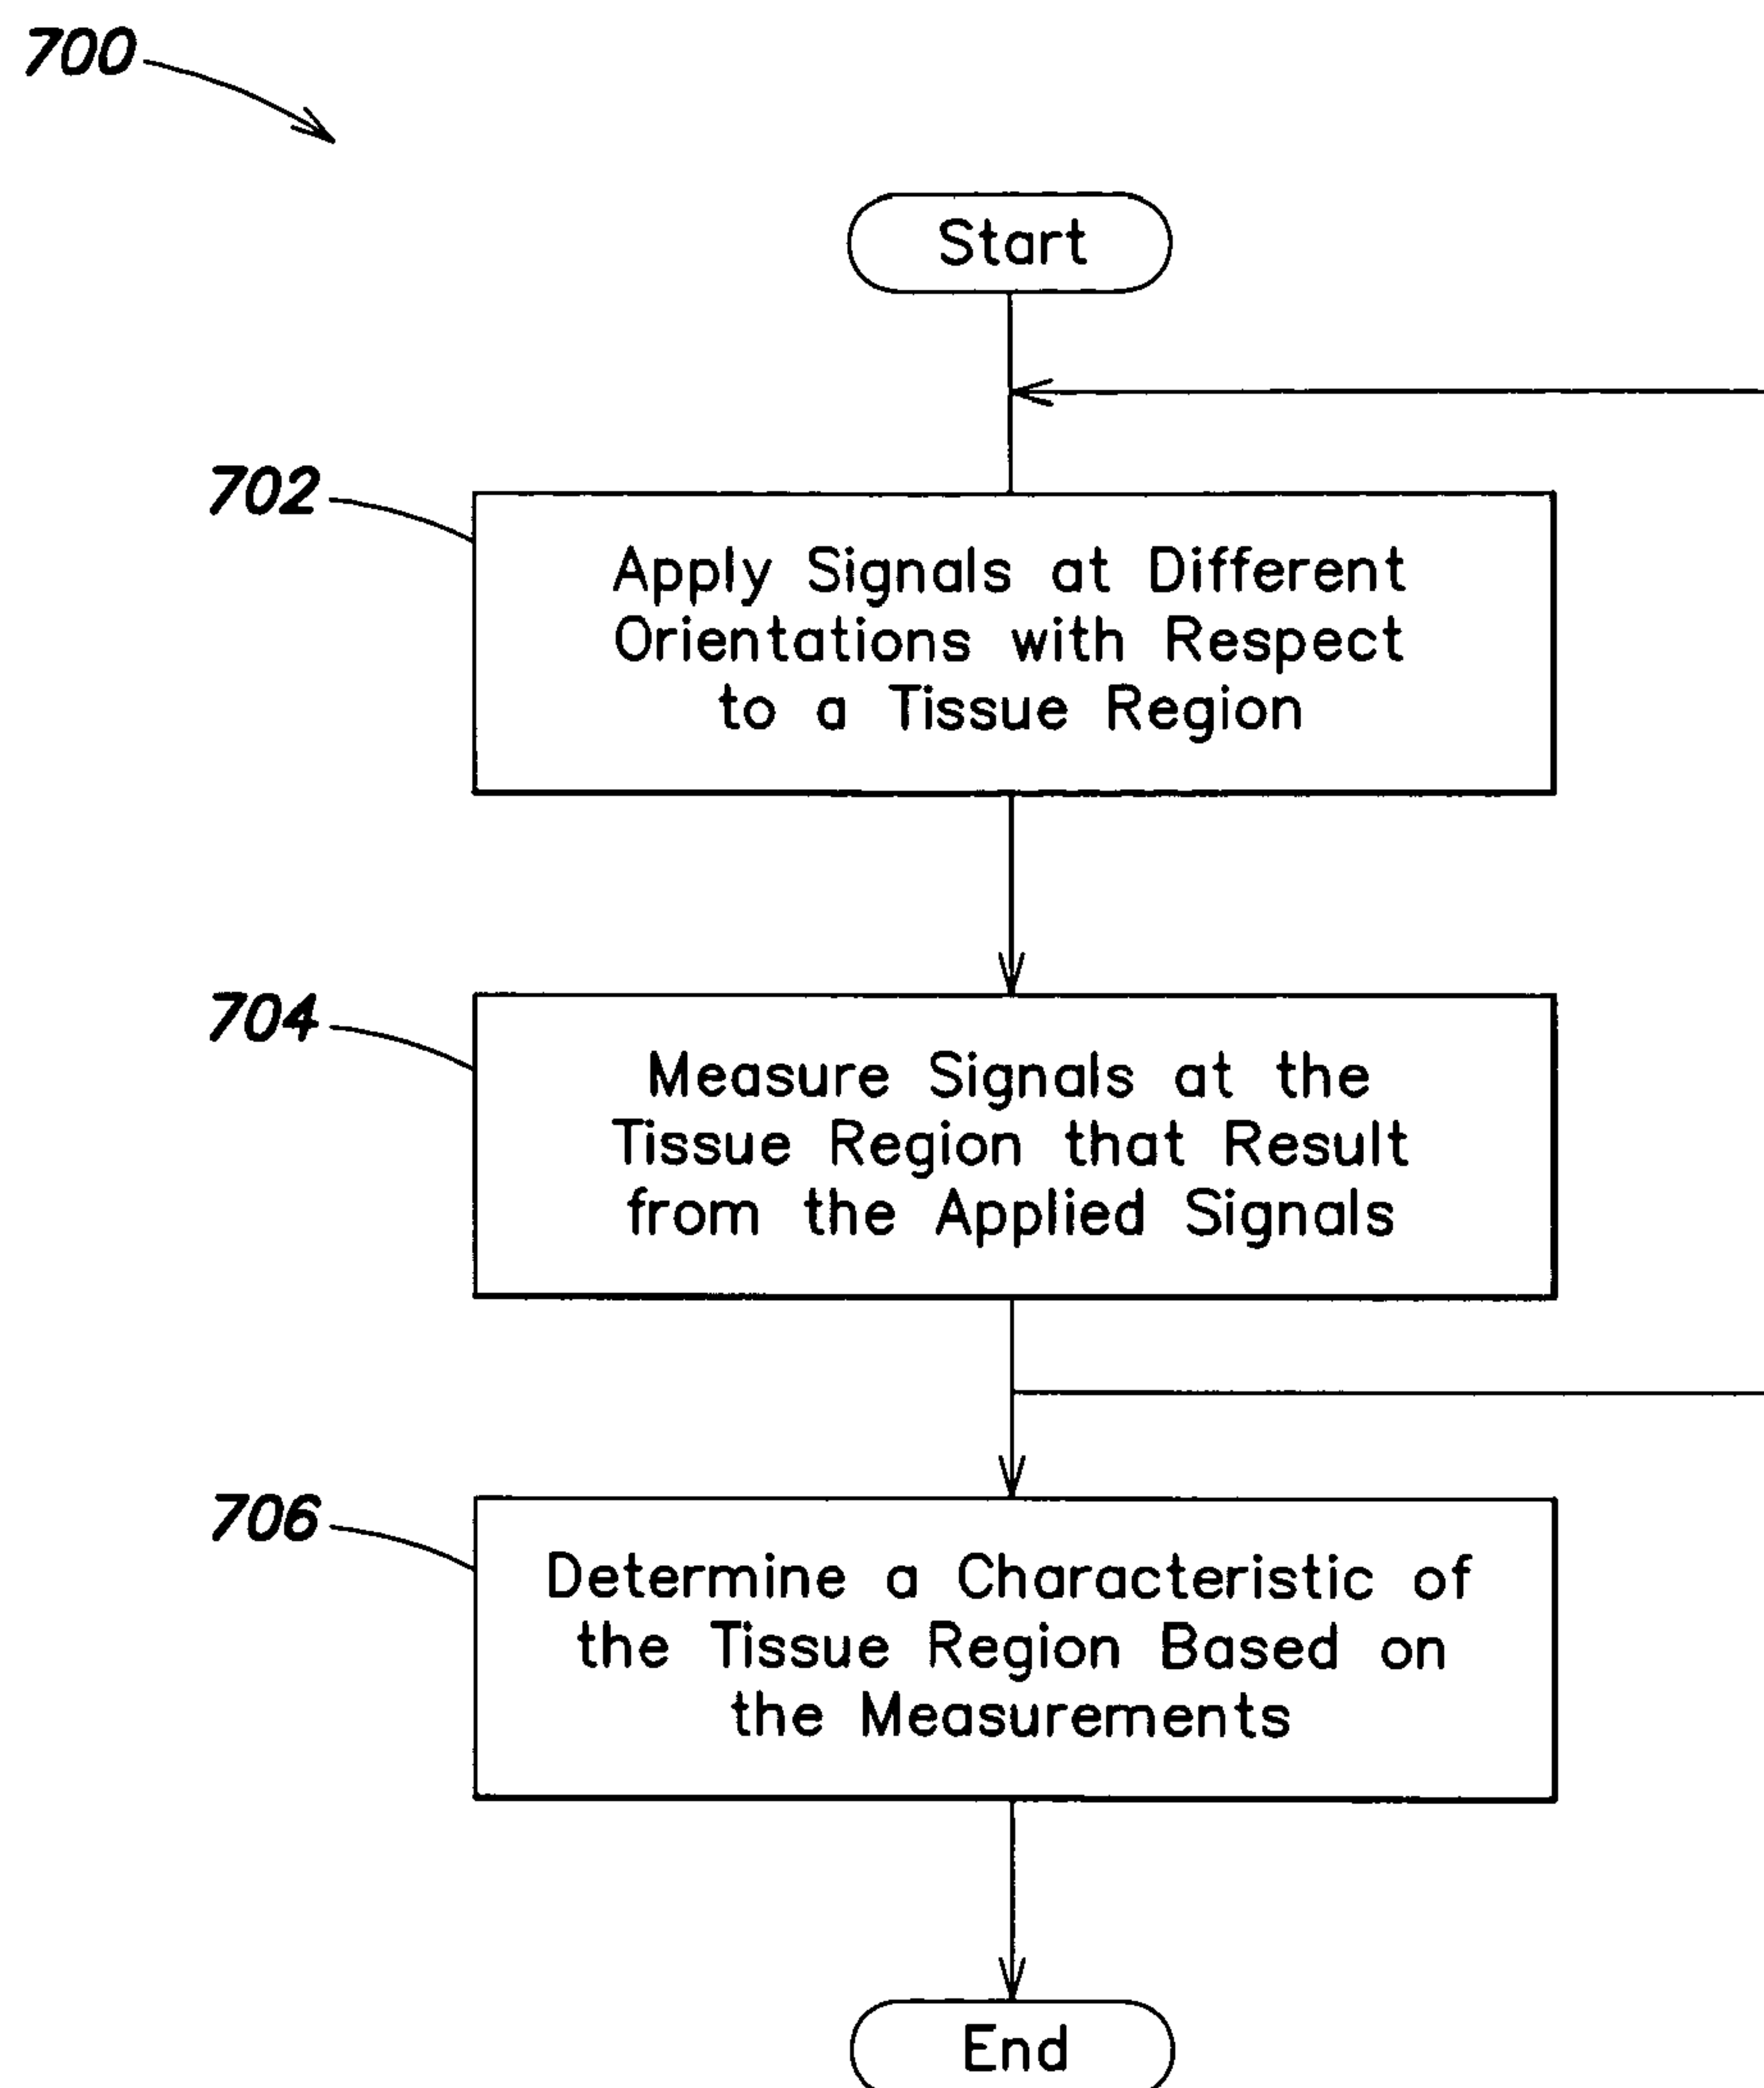 700
Start
702
Apply Signals at Different
Orientations with Respect
to a Tissue Region
704
Measure Signals at the
Tissue Region that Result
from the Applied Signals
706
Determine a Characteristic of
the Tissue Region Based on
the Measurements
End